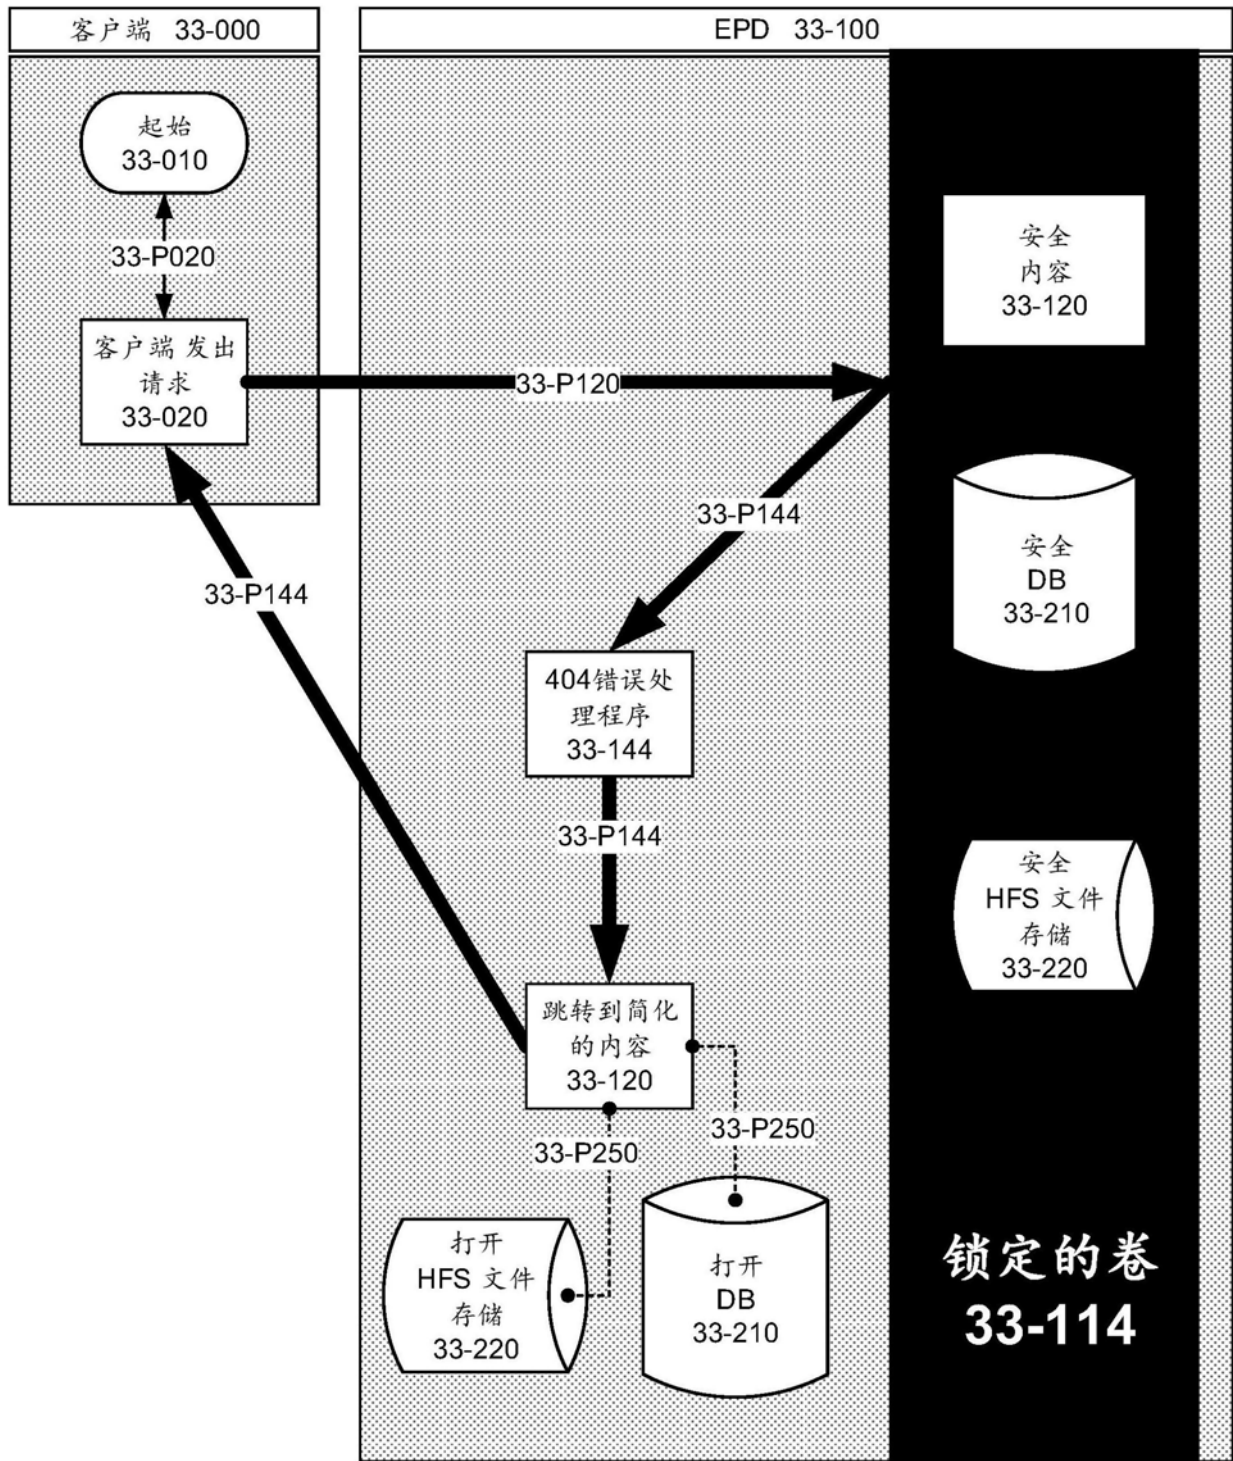 客户端 33-000
EPD 33-100
起始
33-010
33-P020
客户端 发出
请求
33-020
33-P120
安全
内容
33-120
33-P144
安全
DB
33-210
33-P144
404错误处
理程序
33-144
33-P144
安全
HFS 文件
存储
33-220
跳转到简化
的内容
33-120
33-P250
33-P250
打开
HFS 文件
存储
33-220
打开
DB
33-210
锁定的卷
33-114